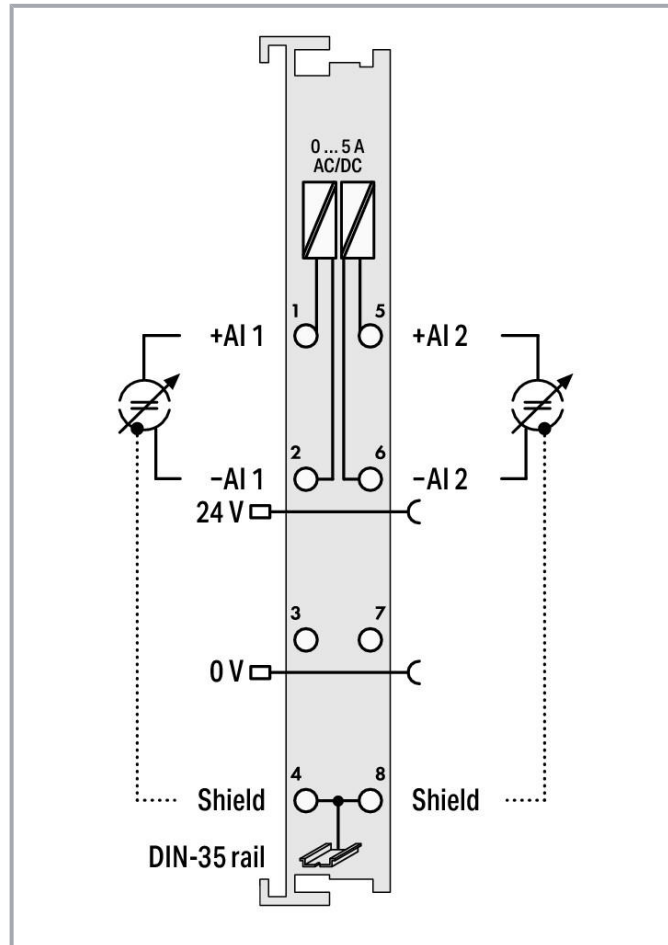 0 ... 5 A
AC/DC
1 5
+AI 1 +AI 2
2 6
–AI 1 –AI 2
24 V
3 7
0 V
4 8
Shield Shield
DIN-35 rail